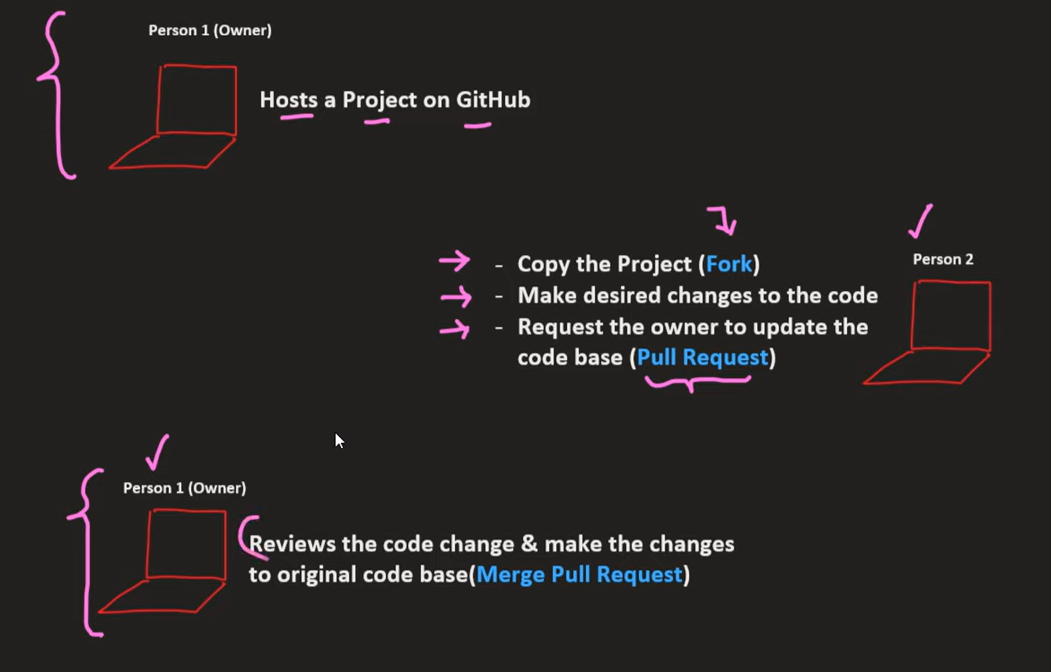 Person 1 (Owner)
Hosts a Project on GitHub
- Copy the Project (Fork)
Person 2
- Make desired changes to the code
- Request the owner to update the
code base (Pull Request)
Person 1 (Owner)
Reviews the code change & make the changes
to original code base(Merge Pull Request)